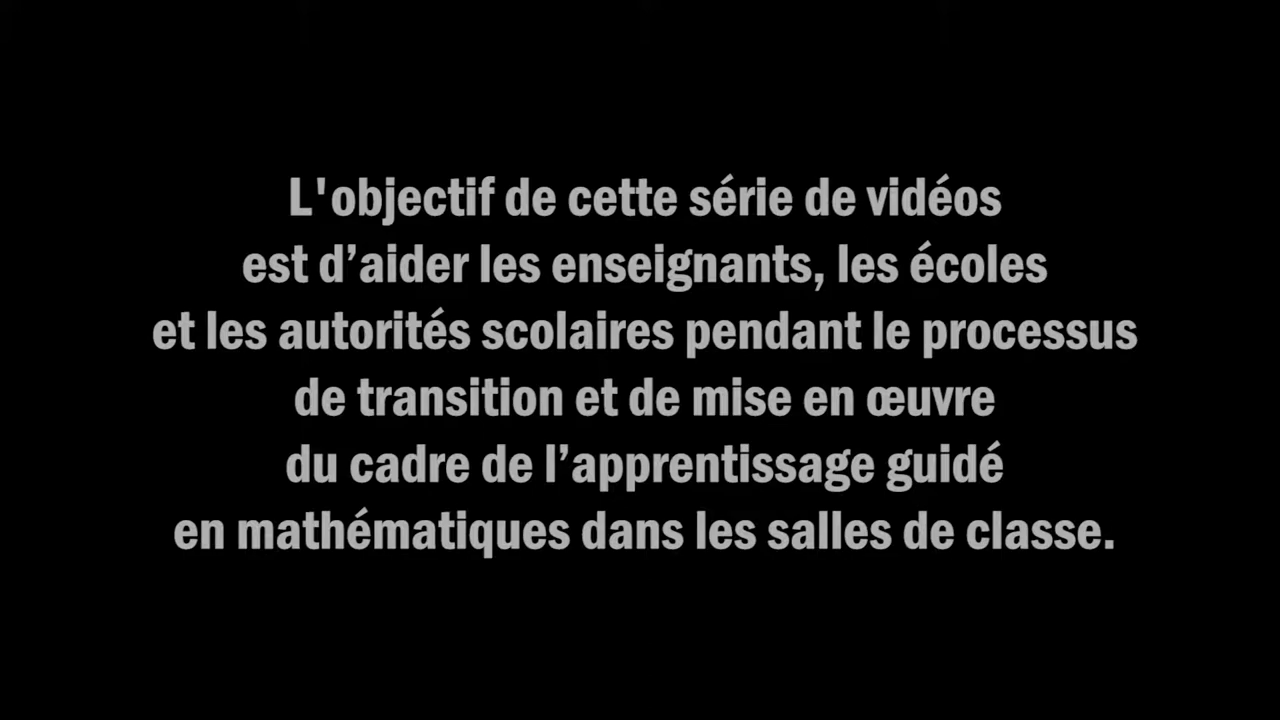 L'objectif de cette série de vidéos
est d’aider les enseignants, les écoles
et les autorités scolaires pendant le processus
de transition et de mise en œuvre
du cadre de l’apprentissage guidé
en mathématiques dans les salles de classe.